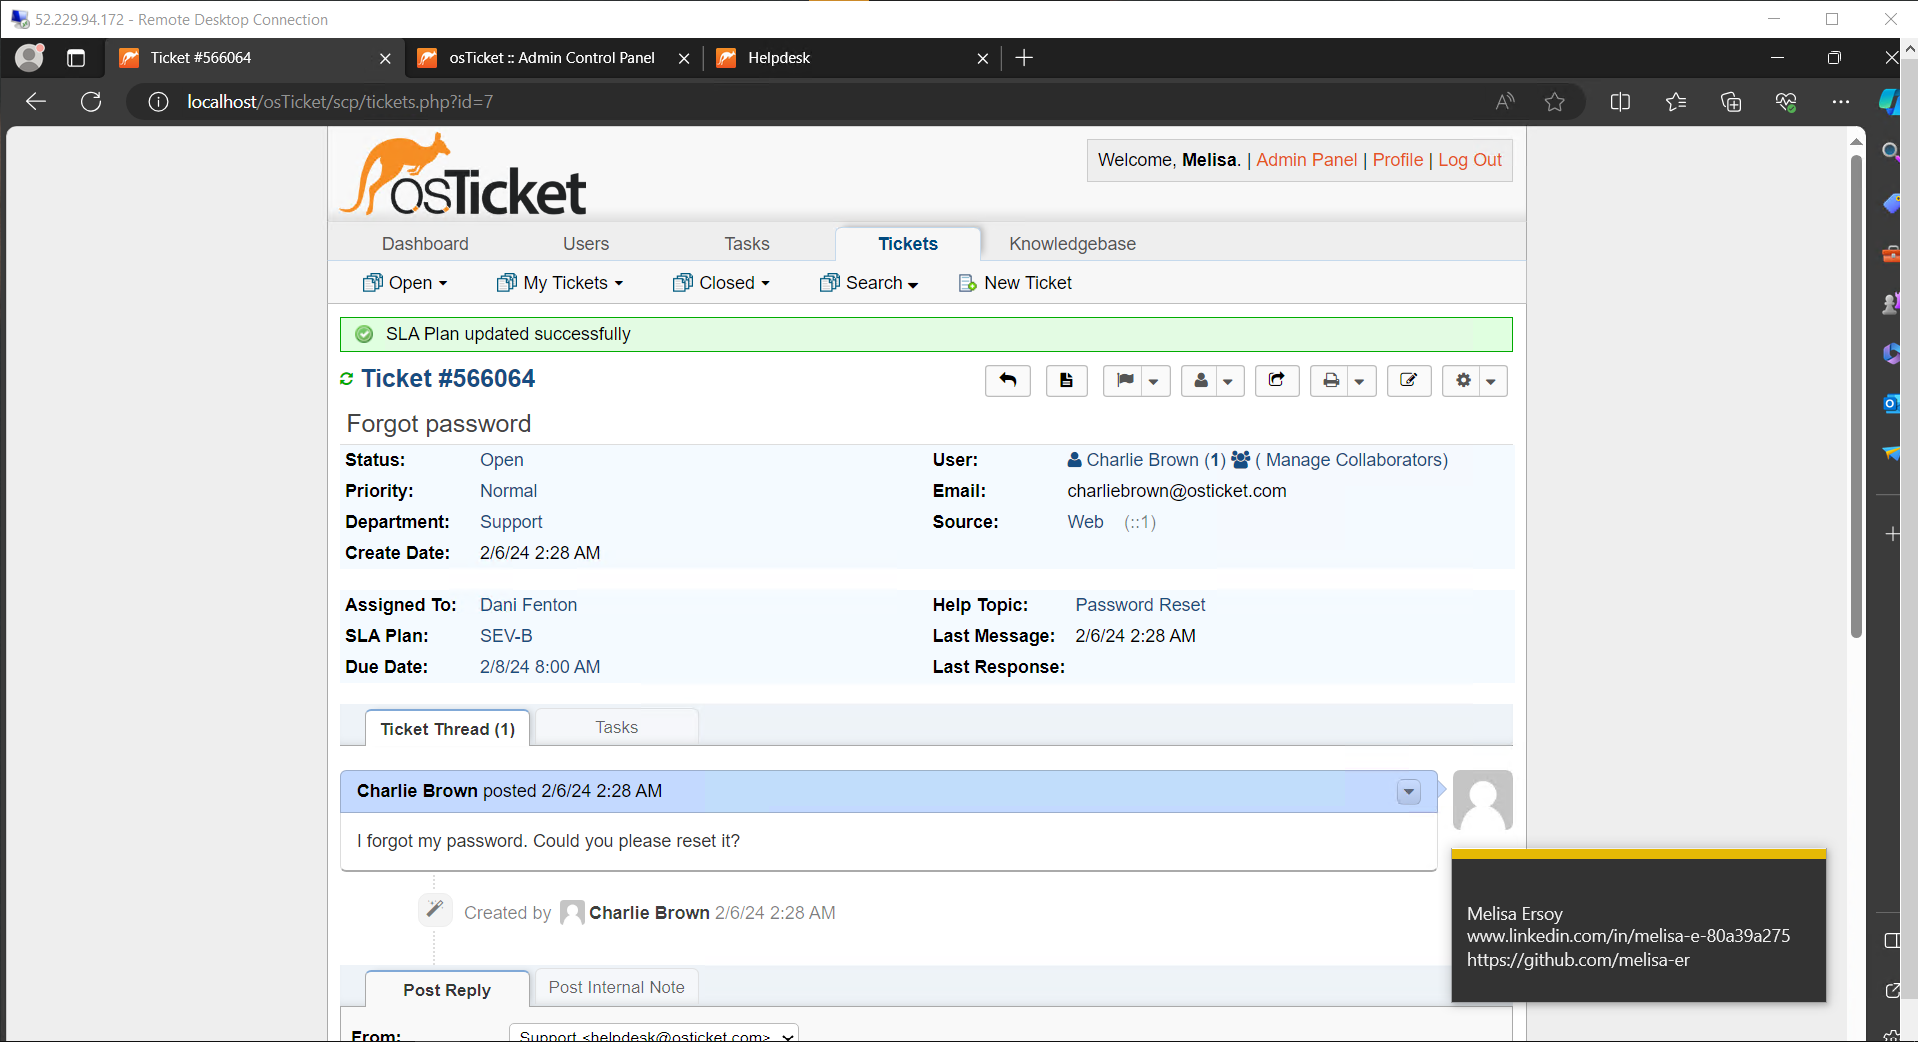 52.229.94.172 - Remote Desktop Connection
Ticket #566064
osTicket :: Admin Control Panel
Helpdesk
localhost/osTicket/scp/tickets.php?id=7
osTicket
Welcome, Melisa. | Admin Panel | Profile | Log Out
Dashboard Users Tasks Tickets Knowledgebase
Open My Tickets Closed Search New Ticket
SLA Plan updated successfully
Ticket #566064
Forgot password
Status: Open
Priority: Normal
Department: Support
Create Date: 2/6/24 2:28 AM
User: Charlie Brown (1) ( Manage Collaborators)
Email: charliebrown@osticket.com
Source: Web (::1)
Assigned To: Dani Fenton
SLA Plan: SEV-B
Due Date: 2/8/24 8:00 AM
Help Topic: Password Reset
Last Message: 2/6/24 2:28 AM
Last Response:
Ticket Thread (1) Tasks
Charlie Brown posted 2/6/24 2:28 AM
I forgot my password. Could you please reset it?
Created by Charlie Brown 2/6/24 2:28 AM
Post Reply Post Internal Note
From: Support <helpdesk@osticket.com>
Melisa Ersoy
www.linkedin.com/in/melisa-e-80a39a275
https://github.com/melisa-er